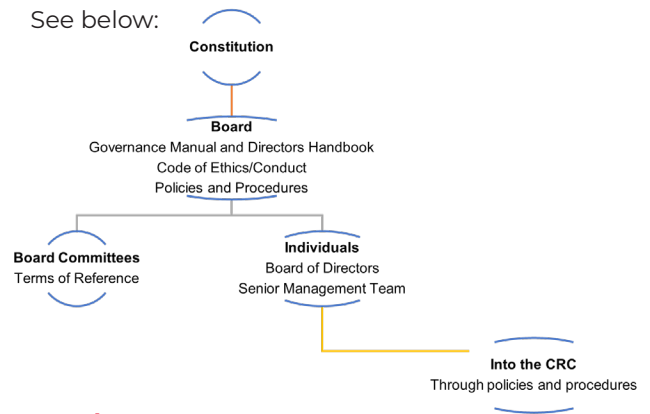 See below:
Constitution
Board
Governance Manual and Directors Handbook
Code of Ethics/Conduct
Policies and Procedures
Board Committees
Terms of Reference
Individuals
Board of Directors
Senior Management Team
Into the CRC
Through policies and procedures